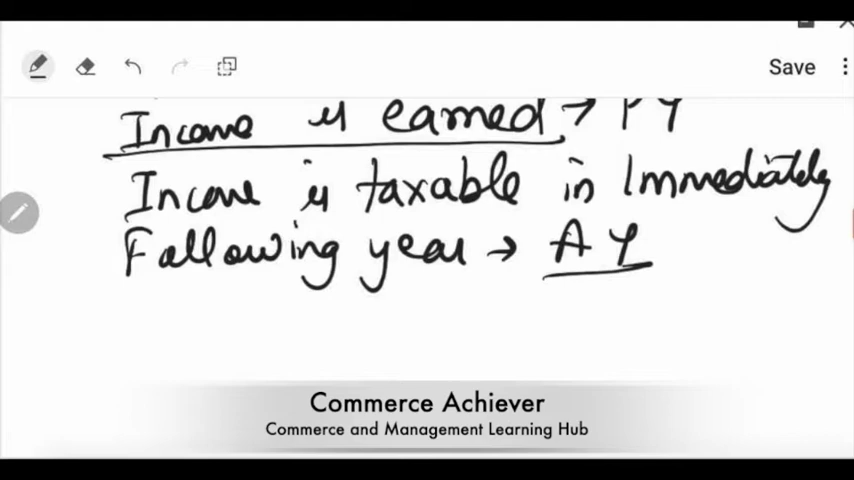 Save
Income is earned → PY
Income is taxable in Immediately
Following year → AY
Commerce Achiever
Commerce and Management Learning Hub